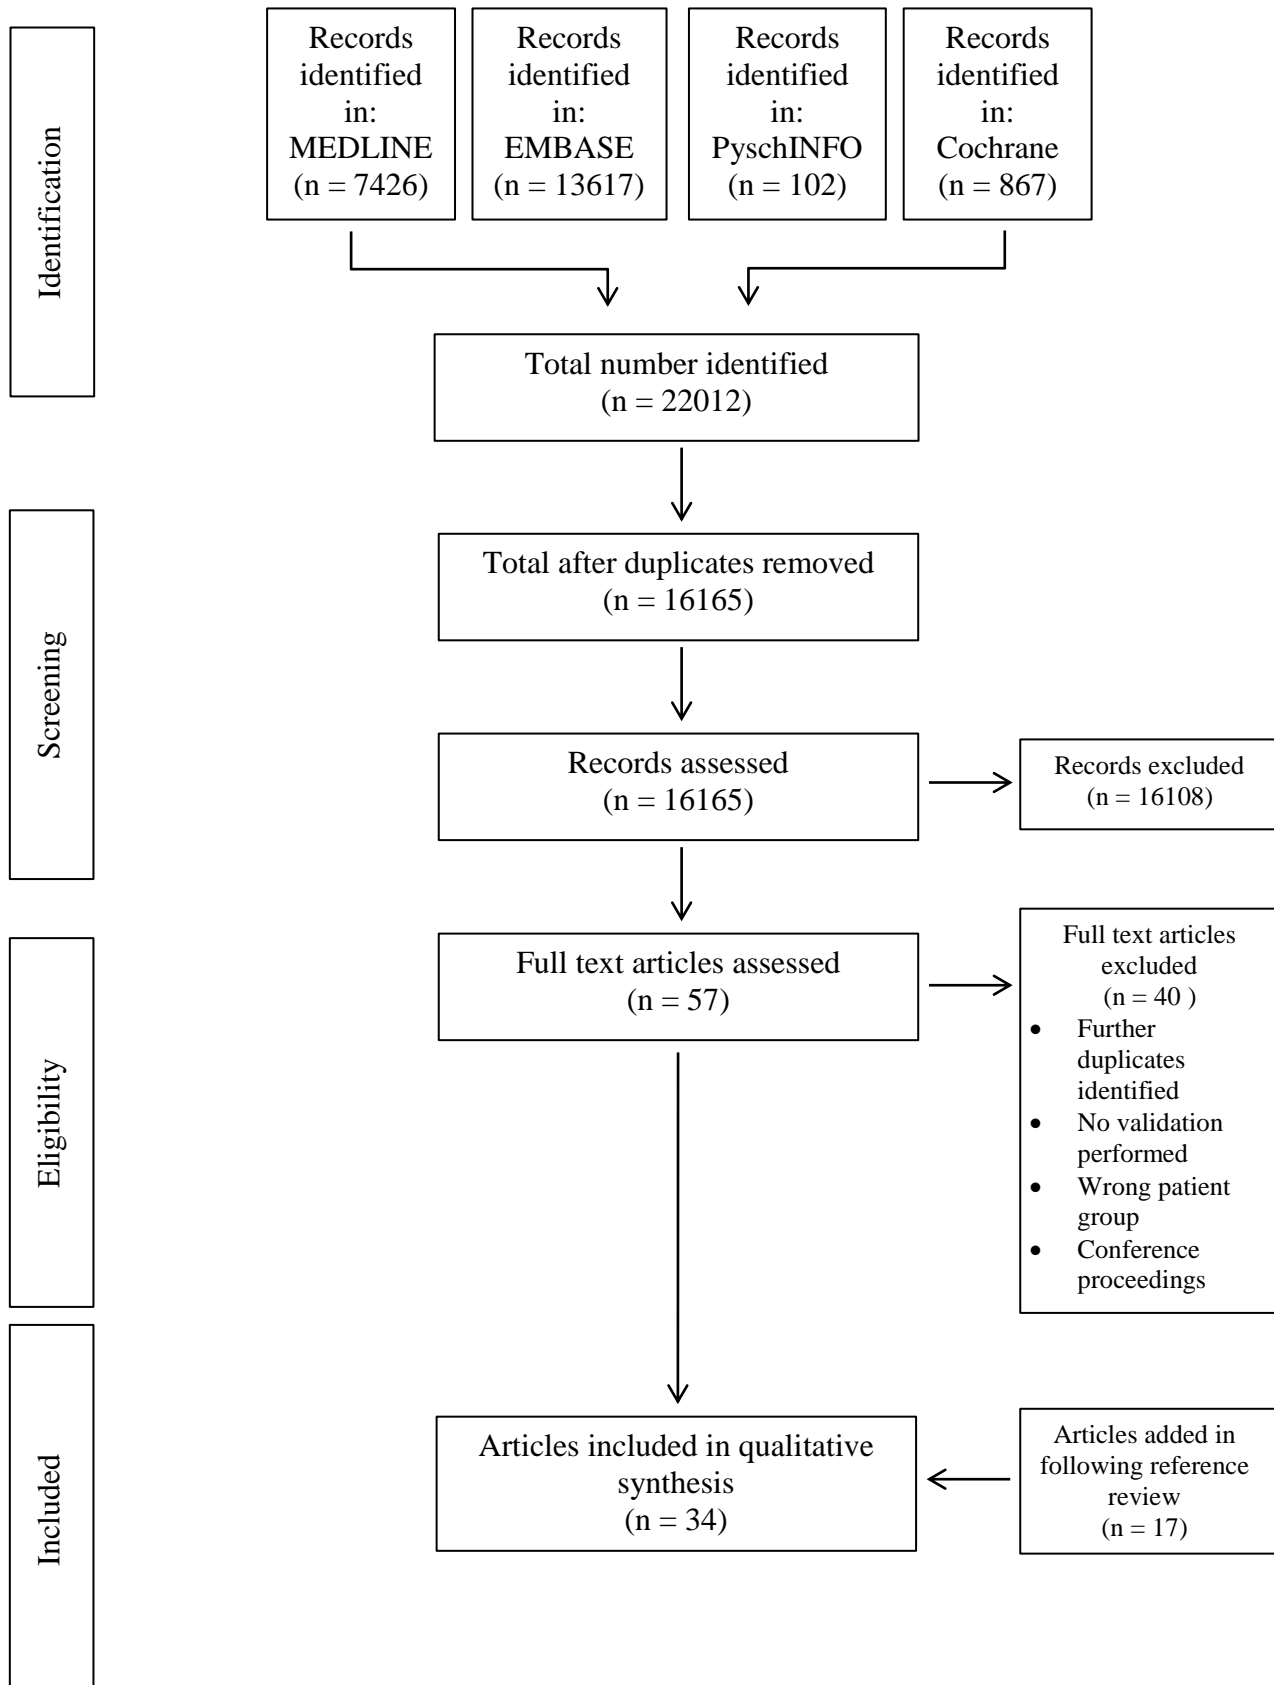 Identification
Records
identified
in:
MEDLINE
(n = 7426)
Records
identified
in:
EMBASE
(n = 13617)
Records
identified
in:
PyschINFO
(n = 102)
Records
identified
in:
Cochrane
(n = 867)
Total number identified
(n = 22012)
Screening
Total after duplicates removed
(n = 16165)
Records assessed
(n = 16165)
Records excluded
(n = 16108)
Eligibility
Full text articles assessed
(n = 57)
Full text articles
excluded
(n = 40 )
• Further
duplicates
identified
• No validation
performed
• Wrong patient
group
• Conference
proceedings
Included
Articles included in qualitative
synthesis
(n = 34)
Articles added in
following reference
review
(n = 17)